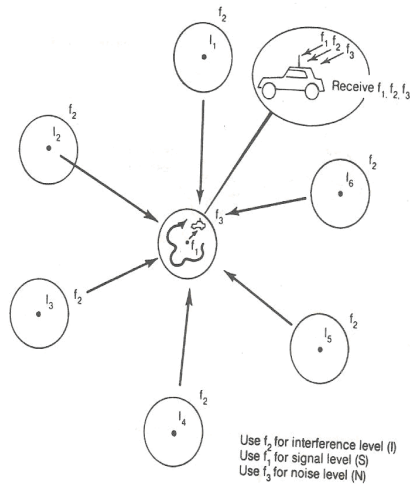 f2
I1
f1 f2 f3
Receive f1, f2, f3
f2
I2
f2
I6
f3
f1
I3
f2
f2
I5
f2
I4
Use f2 for interference level (I)
Use f1 for signal level (S)
Use f3 for noise level (N)